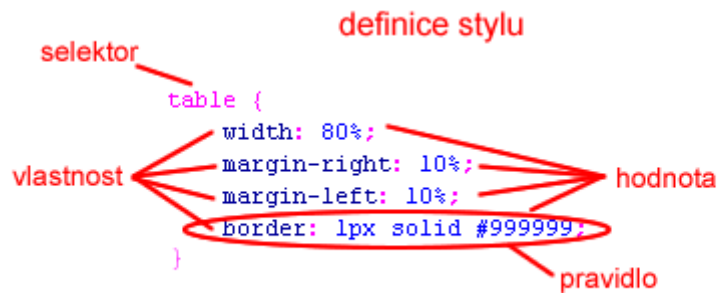 definice stylu
selektor
table {
width: 80%;
margin-right: 10%;
vlastnost
hodnota
margin-left: 10%;
border: 1px solid #999999;
}
pravidlo